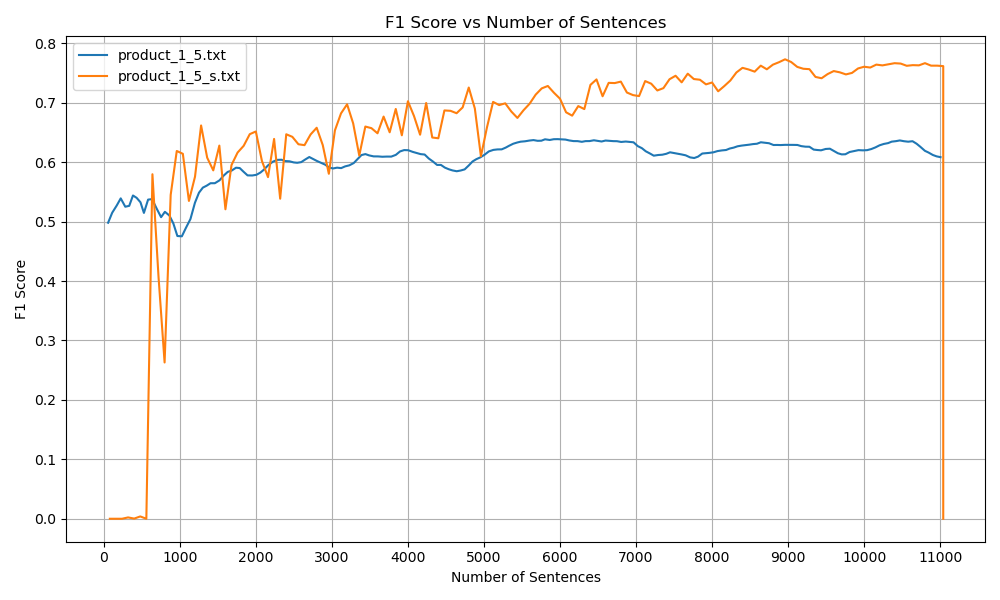 F1 Score vs Number of Sentences
product_1_5.txt
product_1_5_s.txt
F1 Score
0.8
0.7
0.6
0.5
0.4
0.3
0.2
0.1
0.0
0 1000 2000 3000 4000 5000 6000 7000 8000 9000 10000 11000
Number of Sentences